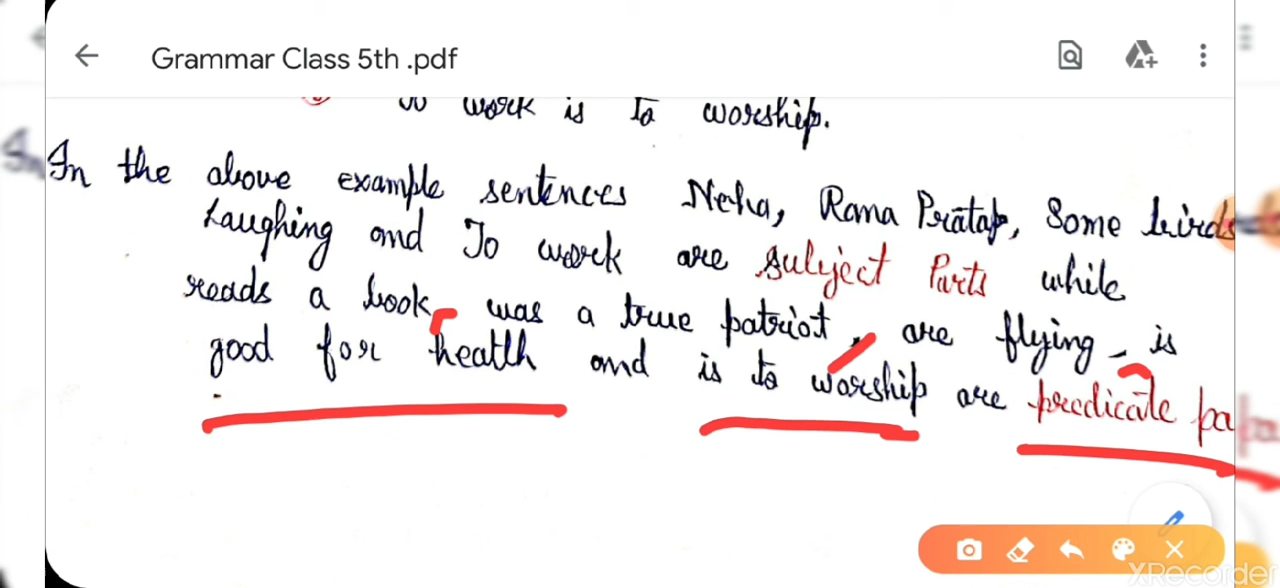 Grammar Class 5th .pdf
To work is to worship.
In the above example sentences Neha, Rana Pratap, Some birds
Laughing and To work are subject Parts while
reads a book, was a true patriot, are flying, is
good for health and is to worship are predicate pa
XRecorder